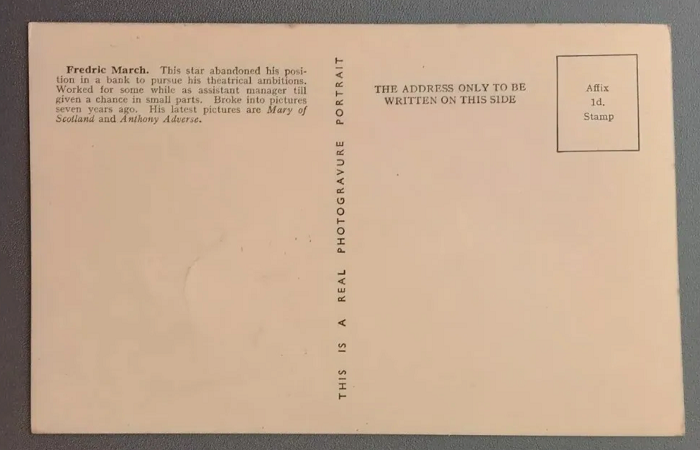 Fredric March. This star abandoned his posi-
tion in a bank to pursue his theatrical ambitions.
Worked for some while as assistant manager till
given a chance in small parts. Broke into pictures
seven years ago. His latest pictures are Mary of
Scotland and Anthony Adverse.
THIS IS A REAL PHOTOGRAVURE PORTRAIT
THE ADDRESS ONLY TO BE
WRITTEN ON THIS SIDE
Affix
1d.
Stamp